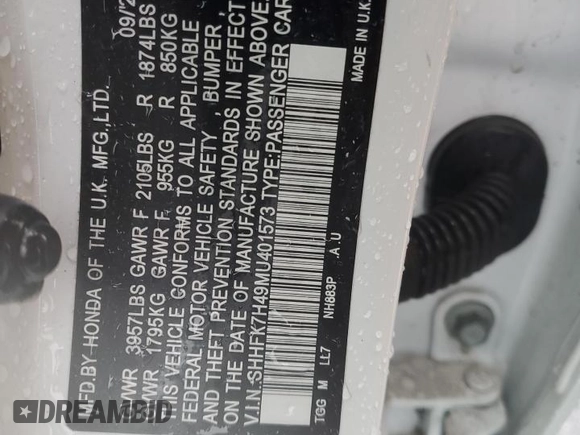 MFD.BY-HONDA OF THE U.K. MFG.,LTD. 09/2
GVWR 3957LBS GAWR F 2105LBS R 1874LBS
GVWR 1795KG GAWR F 955KG R 850KG
THIS VEHICLE CONFORMS TO ALL APPLICABLE
FEDERAL MOTOR VEHICLE SAFETY , BUMPER ,
AND THEFT PREVENTION STANDARDS IN EFFECT
ON THE DATE OF MANUFACTURE SHOWN ABOVE.
V.I.N.:SHHFK7H49MU401573 TYPE:PASSENGER CAR
TGG M LL7 NH883P .A.U MADE IN U.K.
DREAMBID